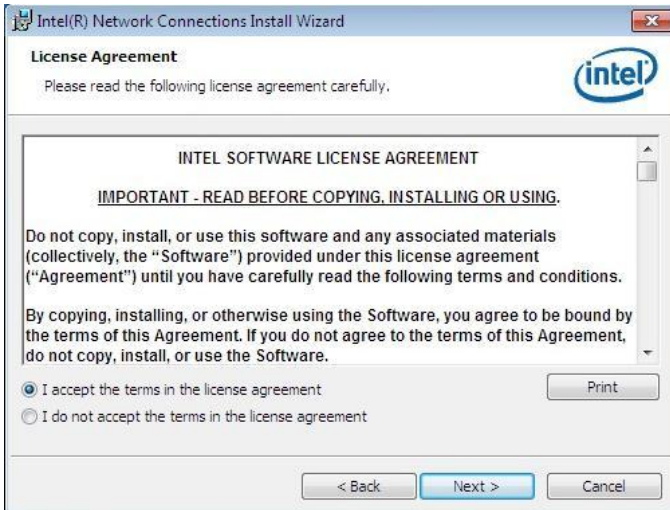 Intel(R) Network Connections Install Wizard
License Agreement
Please read the following license agreement carefully.
intel
INTEL SOFTWARE LICENSE AGREEMENT
IMPORTANT - READ BEFORE COPYING, INSTALLING OR USING.
Do not copy, install, or use this software and any associated materials
(collectively, the “Software”) provided under this license agreement
(“Agreement”) until you have carefully read the following terms and conditions.
By copying, installing, or otherwise using the Software, you agree to be bound by
the terms of this Agreement. If you do not agree to the terms of this Agreement,
do not copy, install, or use the Software.
I accept the terms in the license agreement
Print
I do not accept the terms in the license agreement
< Back
Next >
Cancel